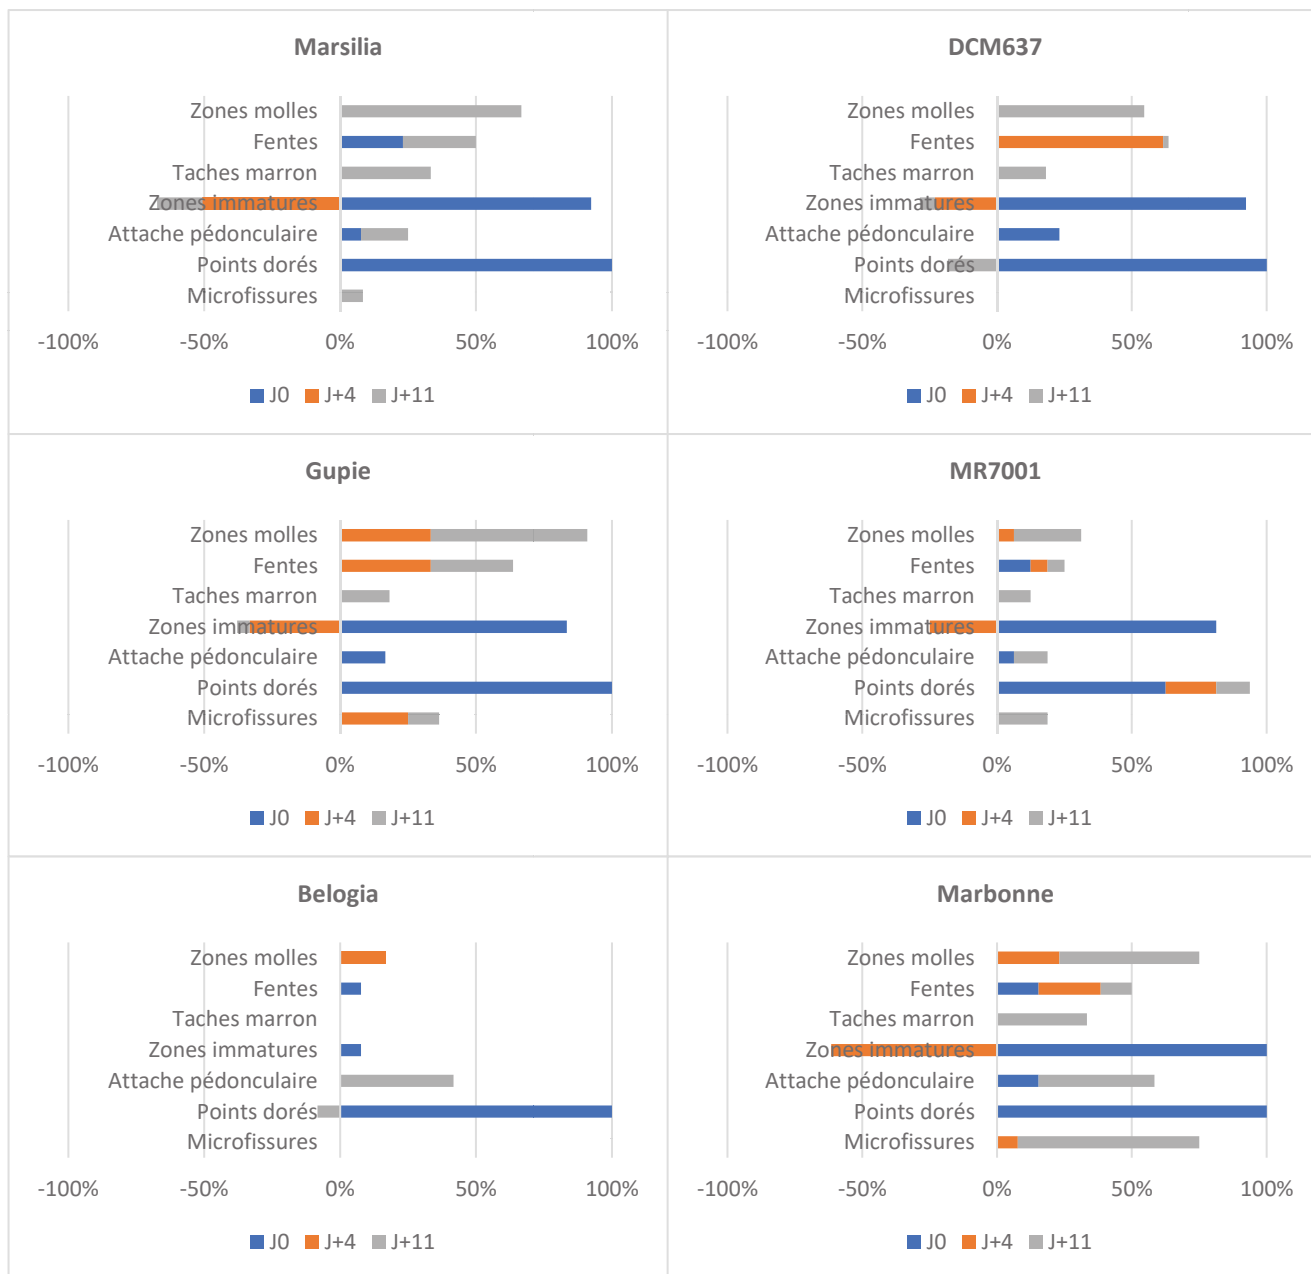 Marsilia
Zones molles
Fentes
Taches marron
Zones immatures
Attache pédonculaire
Points dorés
Microfissures
-100% -50% 0% 50% 100%
J0 J+4 J+11
DCM637
Zones molles
Fentes
Taches marron
Zones immatures
Attache pédonculaire
Points dorés
Microfissures
-100% -50% 0% 50% 100%
J0 J+4 J+11
Gupie
Zones molles
Fentes
Taches marron
Zones immatures
Attache pédonculaire
Points dorés
Microfissures
-100% -50% 0% 50% 100%
J0 J+4 J+11
MR7001
Zones molles
Fentes
Taches marron
Zones immatures
Attache pédonculaire
Points dorés
Microfissures
-100% -50% 0% 50% 100%
J0 J+4 J+11
Belogia
Zones molles
Fentes
Taches marron
Zones immatures
Attache pédonculaire
Points dorés
Microfissures
-100% -50% 0% 50% 100%
J0 J+4 J+11
Marbonne
Zones molles
Fentes
Taches marron
Zones immatures
Attache pédonculaire
Points dorés
Microfissures
-100% -50% 0% 50% 100%
J0 J+4 J+11